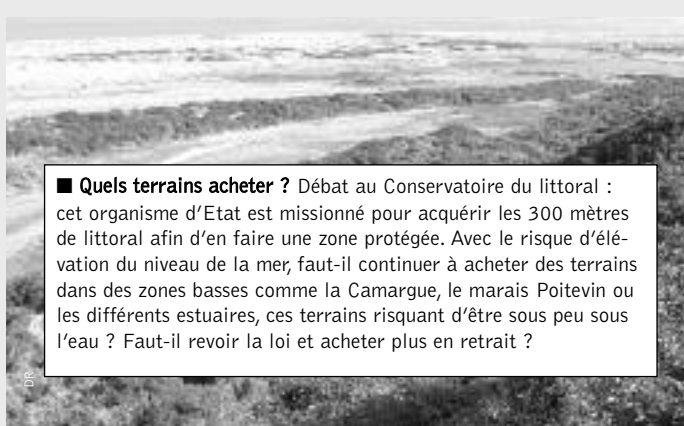 ■ Quels terrains acheter ? Débat au Conservatoire du littoral :
cet organisme d'Etat est missionné pour acquérir les 300 mètres
de littoral afin d'en faire une zone protégée. Avec le risque d'élé-
vation du niveau de la mer, faut-il continuer à acheter des terrains
dans des zones basses comme la Camargue, le marais Poitevin ou
les différents estuaires, ces terrains risquant d'être sous peu sous
l'eau ? Faut-il revoir la loi et acheter plus en retrait ?
DR